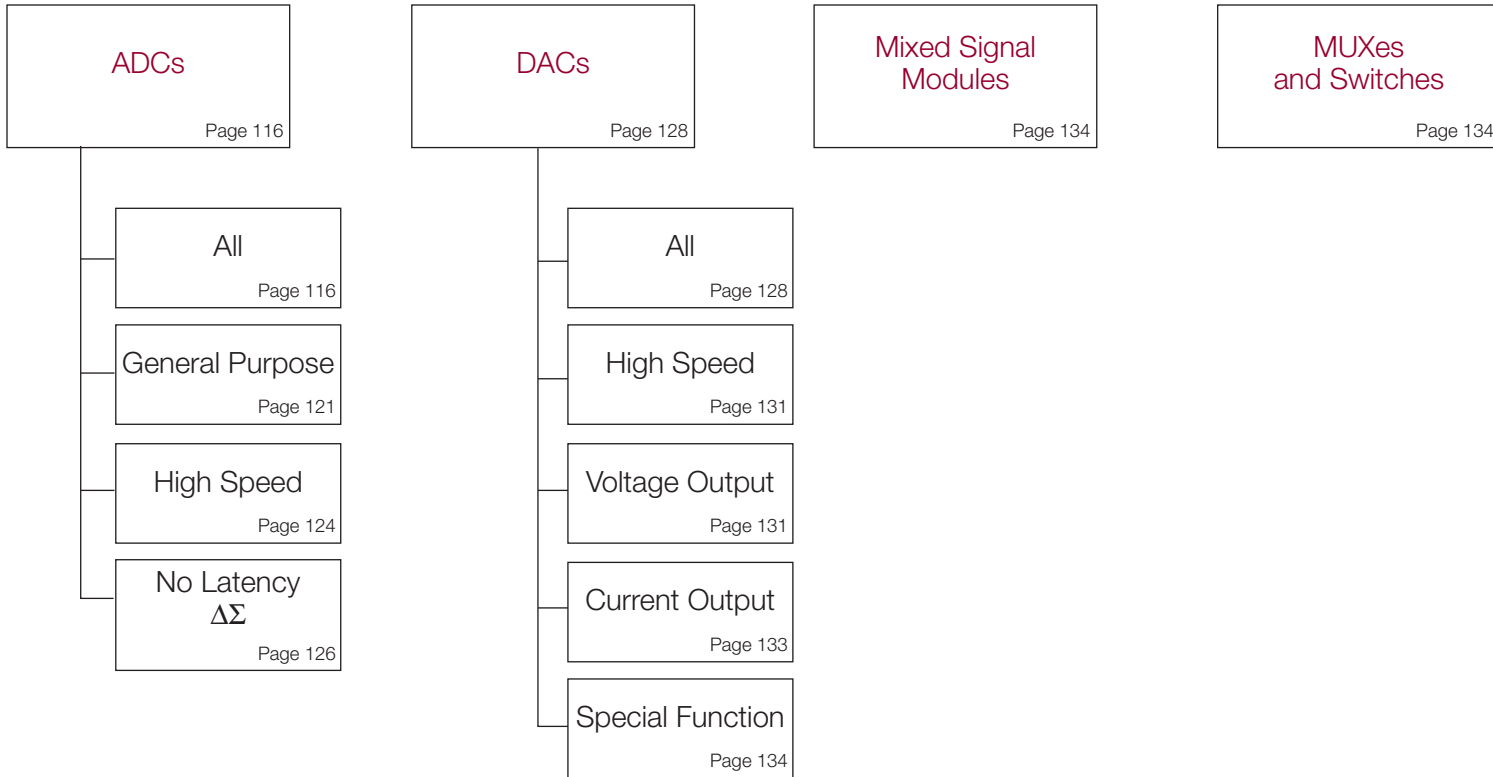 ADCs
Page 116
All
Page 116
General Purpose
Page 121
High Speed
Page 124
No Latency
ΔΣ
Page 126
DACs
Page 128
All
Page 128
High Speed
Page 131
Voltage Output
Page 131
Current Output
Page 133
Special Function
Page 134
Mixed Signal
Modules
Page 134
MUXes
and Switches
Page 134